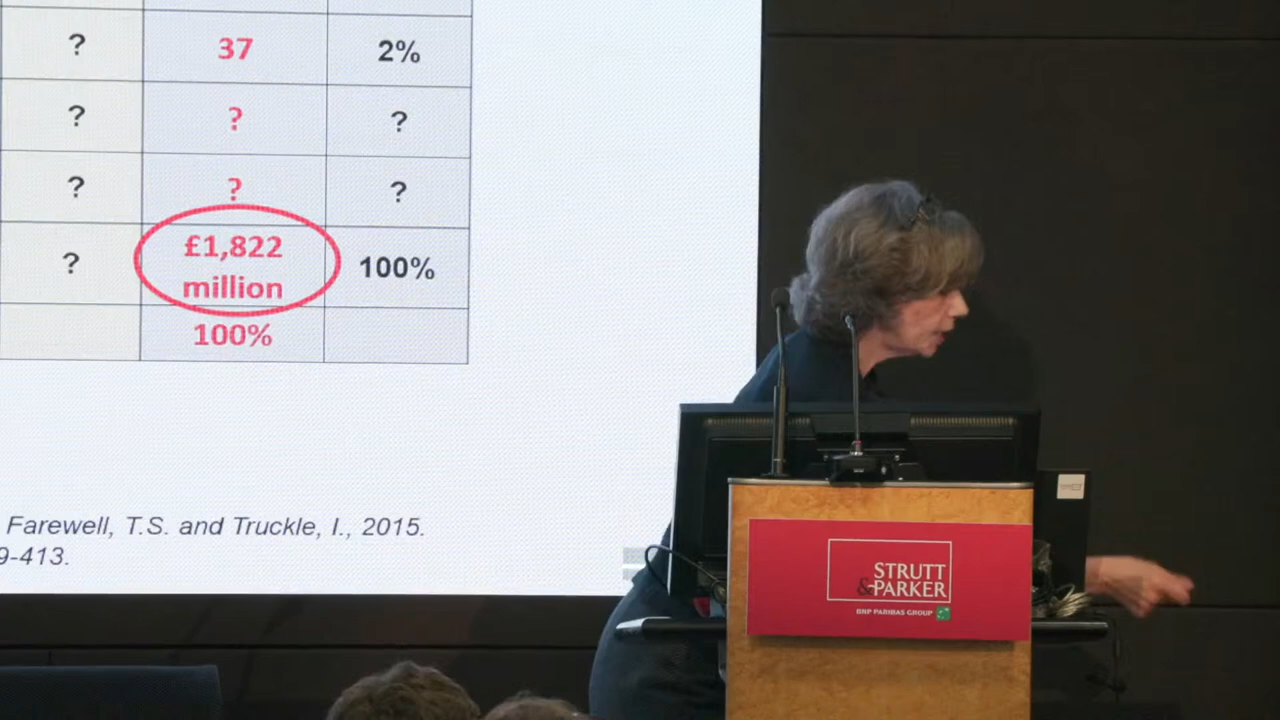 ? 37 2%
? ? ?
? ? ?
? £1,822 million 100%
100%
Farewell, T.S. and Truckle, I., 2015.
9-413.
STRUTT
&PARKER
BNP PARIBAS GROUP